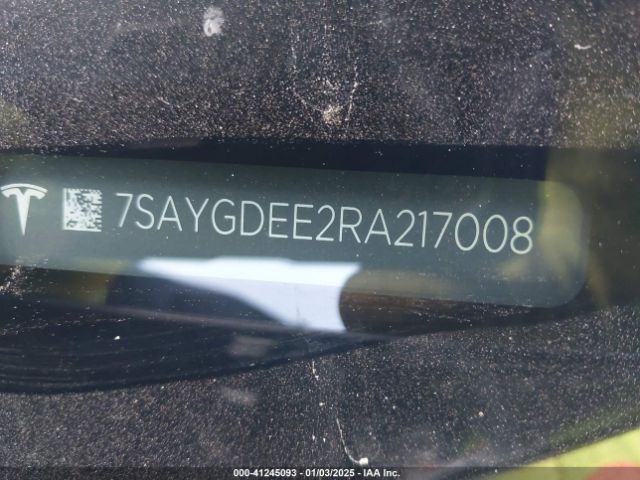 7SAYGDEE2RA217008
000-41245093 - 01/03/2025 - IAA Inc.